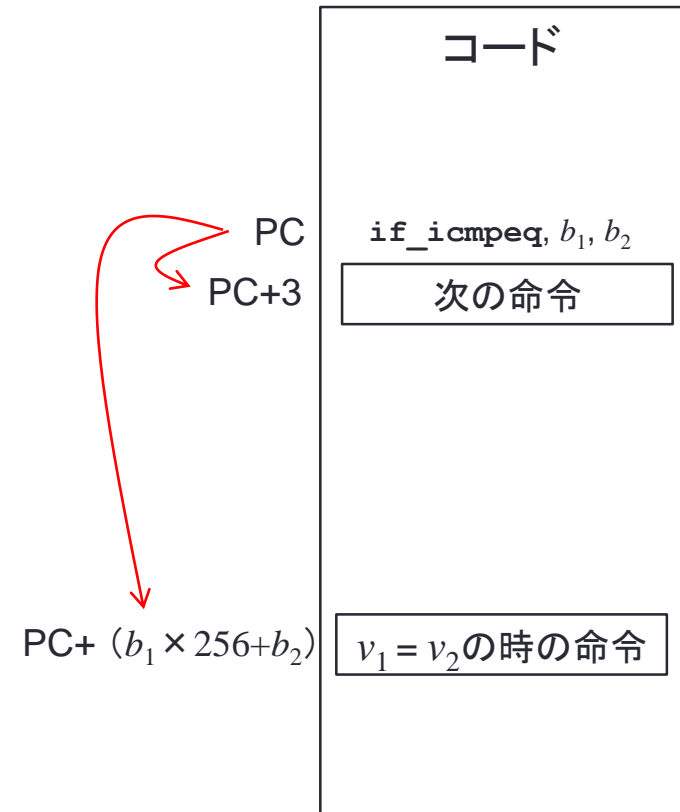 コード
PC if_icmpeq, b₁, b₂
PC+3 次の命令
PC+（b₁×256+b₂） v₁ = v₂の時の命令